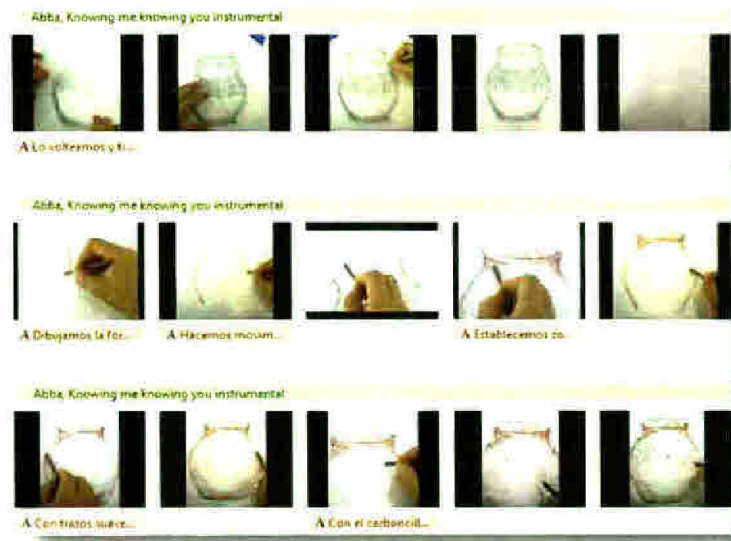 Abba, Knowing me knowing you instrumental
A Lo volteamos y ti...
Abba, Knowing me knowing you instrumental
A Dibujamos la for... A Hacemos movim... A Establecemos zo...
Abba, Knowing me knowing you instrumental
A Con trazos suave... A Con el carboncil...